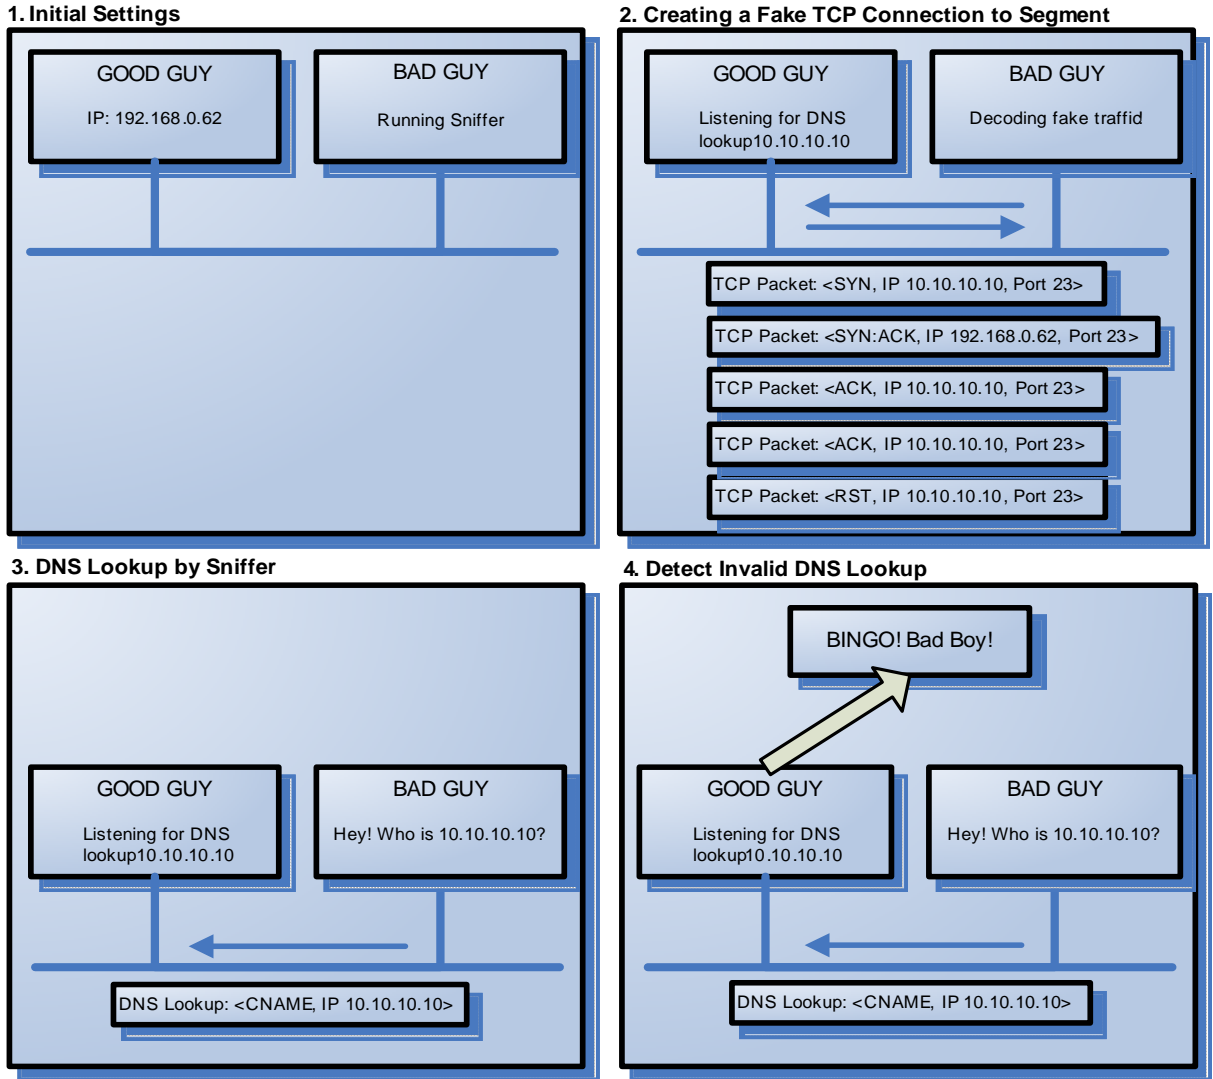 1. Initial Settings
GOOD GUY
IP: 192.168.0.62
BAD GUY
Running Sniffer
2. Creating a Fake TCP Connection to Segment
GOOD GUY
Listening for DNS
lookup10.10.10.10
BAD GUY
Decoding fake traffid
TCP Packet: <SYN, IP 10.10.10.10, Port 23>
TCP Packet: <SYN:ACK, IP 192.168.0.62, Port 23>
TCP Packet: <ACK, IP 10.10.10.10, Port 23>
TCP Packet: <ACK, IP 10.10.10.10, Port 23>
TCP Packet: <RST, IP 10.10.10.10, Port 23>
3. DNS Lookup by Sniffer
GOOD GUY
Listening for DNS
lookup10.10.10.10
BAD GUY
Hey! Who is 10.10.10.10?
DNS Lookup: <CNAME, IP 10.10.10.10>
4. Detect Invalid DNS Lookup
BINGO! Bad Boy!
GOOD GUY
Listening for DNS
lookup10.10.10.10
BAD GUY
Hey! Who is 10.10.10.10?
DNS Lookup: <CNAME, IP 10.10.10.10>